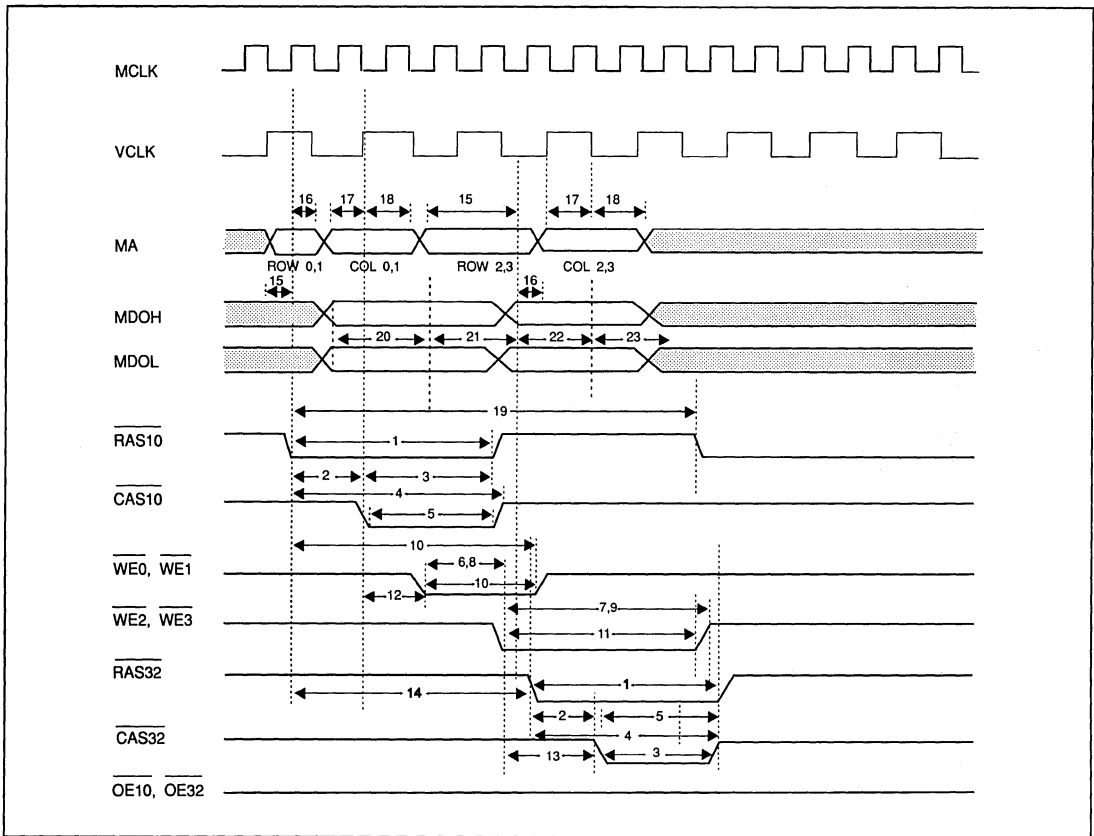 MCLK
VCLK
16 17 18 15 17 18
MA
ROW 0,1 COL 0,1 ROW 2,3 COL 2,3
15 16
MDOH
20 21 22 23
MDOL
19
RAS10 1
2 3
4
CAS10 5
10
WE0, WE1 6,8
10
12
7,9
WE2, WE3 11
RAS32 1
14
2 5
4
CAS32 13 3
OE10, OE32